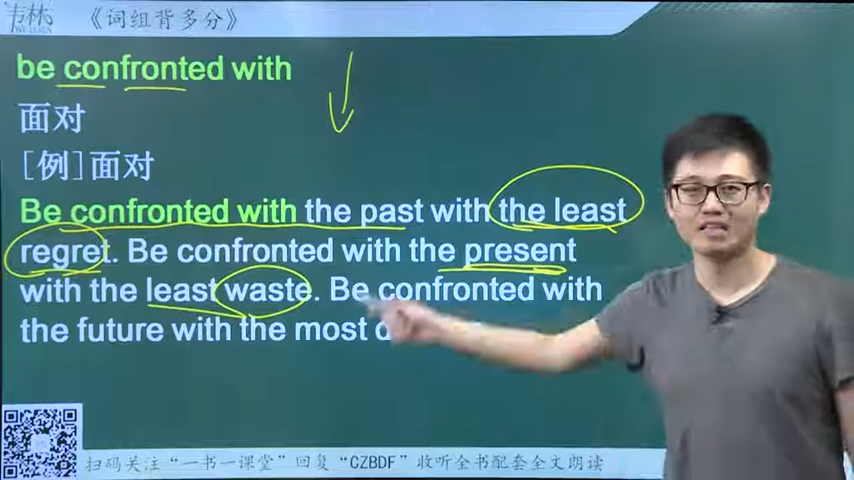 韦林
WE LEARN
《词组背多分》
be confronted with
面对
[例]面对
Be confronted with the past with the least
regret. Be confronted with the present
with the least waste. Be confronted with
the future with the most
扫码关注“一书一课堂”回复“CZBDF”收听全书配套全文朗读